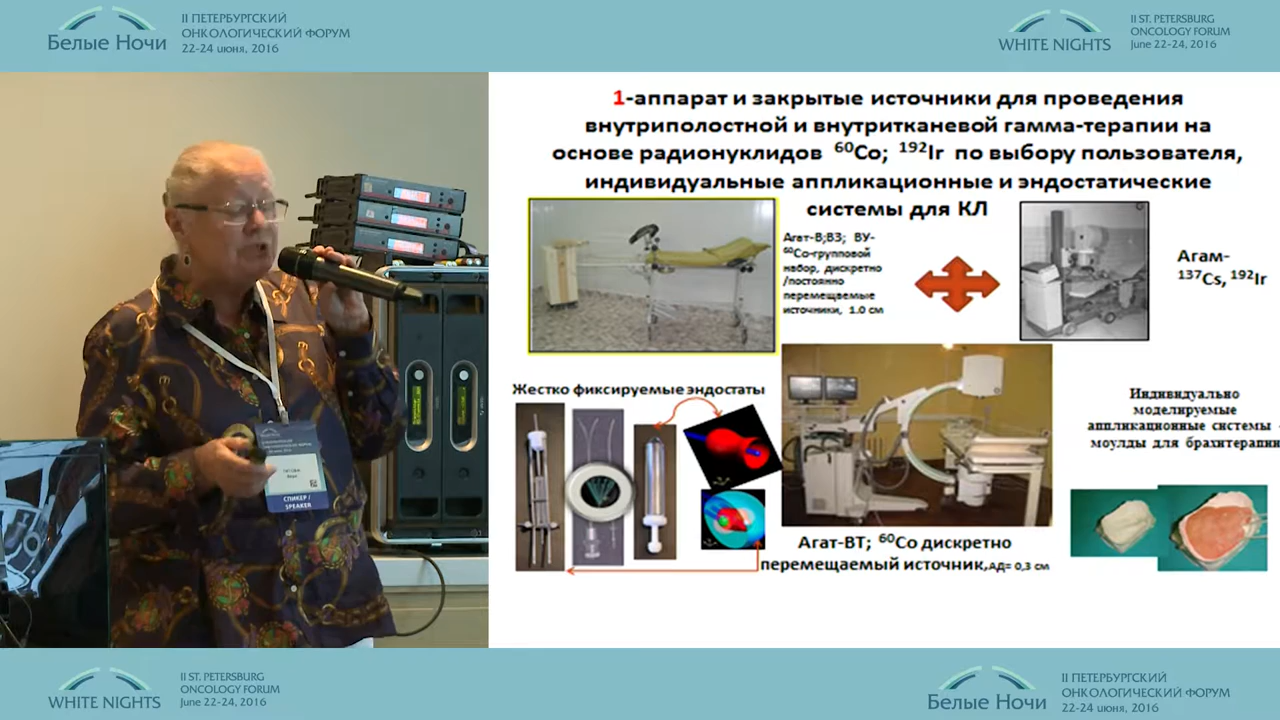 Белые Ночи
II ПЕТЕРБУРГСКИЙ
ОНКОЛОГИЧЕСКИЙ ФОРУМ
22-24 июня, 2016
WHITE NIGHTS
II ST. PETERSBURG
ONCOLOGY FORUM
June 22-24, 2016
1-аппарат и закрытые источники для проведения
внутриполостной и внутритканевой гамма-терапии на
основе радионуклидов ⁶⁰Co; ¹⁹²Ir по выбору пользователя,
индивидуальные аппликационные и эндостатические
системы для КЛ
Агат-В;В3; ВУ-
⁶⁰Со-групповой
набор, дискретно
/постоянно
перемещаемые
источники, 1.0 см
Агам-
¹³⁷Cs, ¹⁹²Ir
Жестко фиксируемые эндостаты
Индивидуально
моделируемые
аппликационные системы -
моулды для брахитерапии
Агат-ВТ; ⁶⁰Со дискретно
перемещаемый источник,АД= 0,3 см
СПИКЕР /
SPEAKER
WHITE NIGHTS
II ST. PETERSBURG
ONCOLOGY FORUM
June 22-24, 2016
Белые Ночи
II ПЕТЕРБУРГСКИЙ
ОНКОЛОГИЧЕСКИЙ ФОРУМ
22-24 июня, 2016